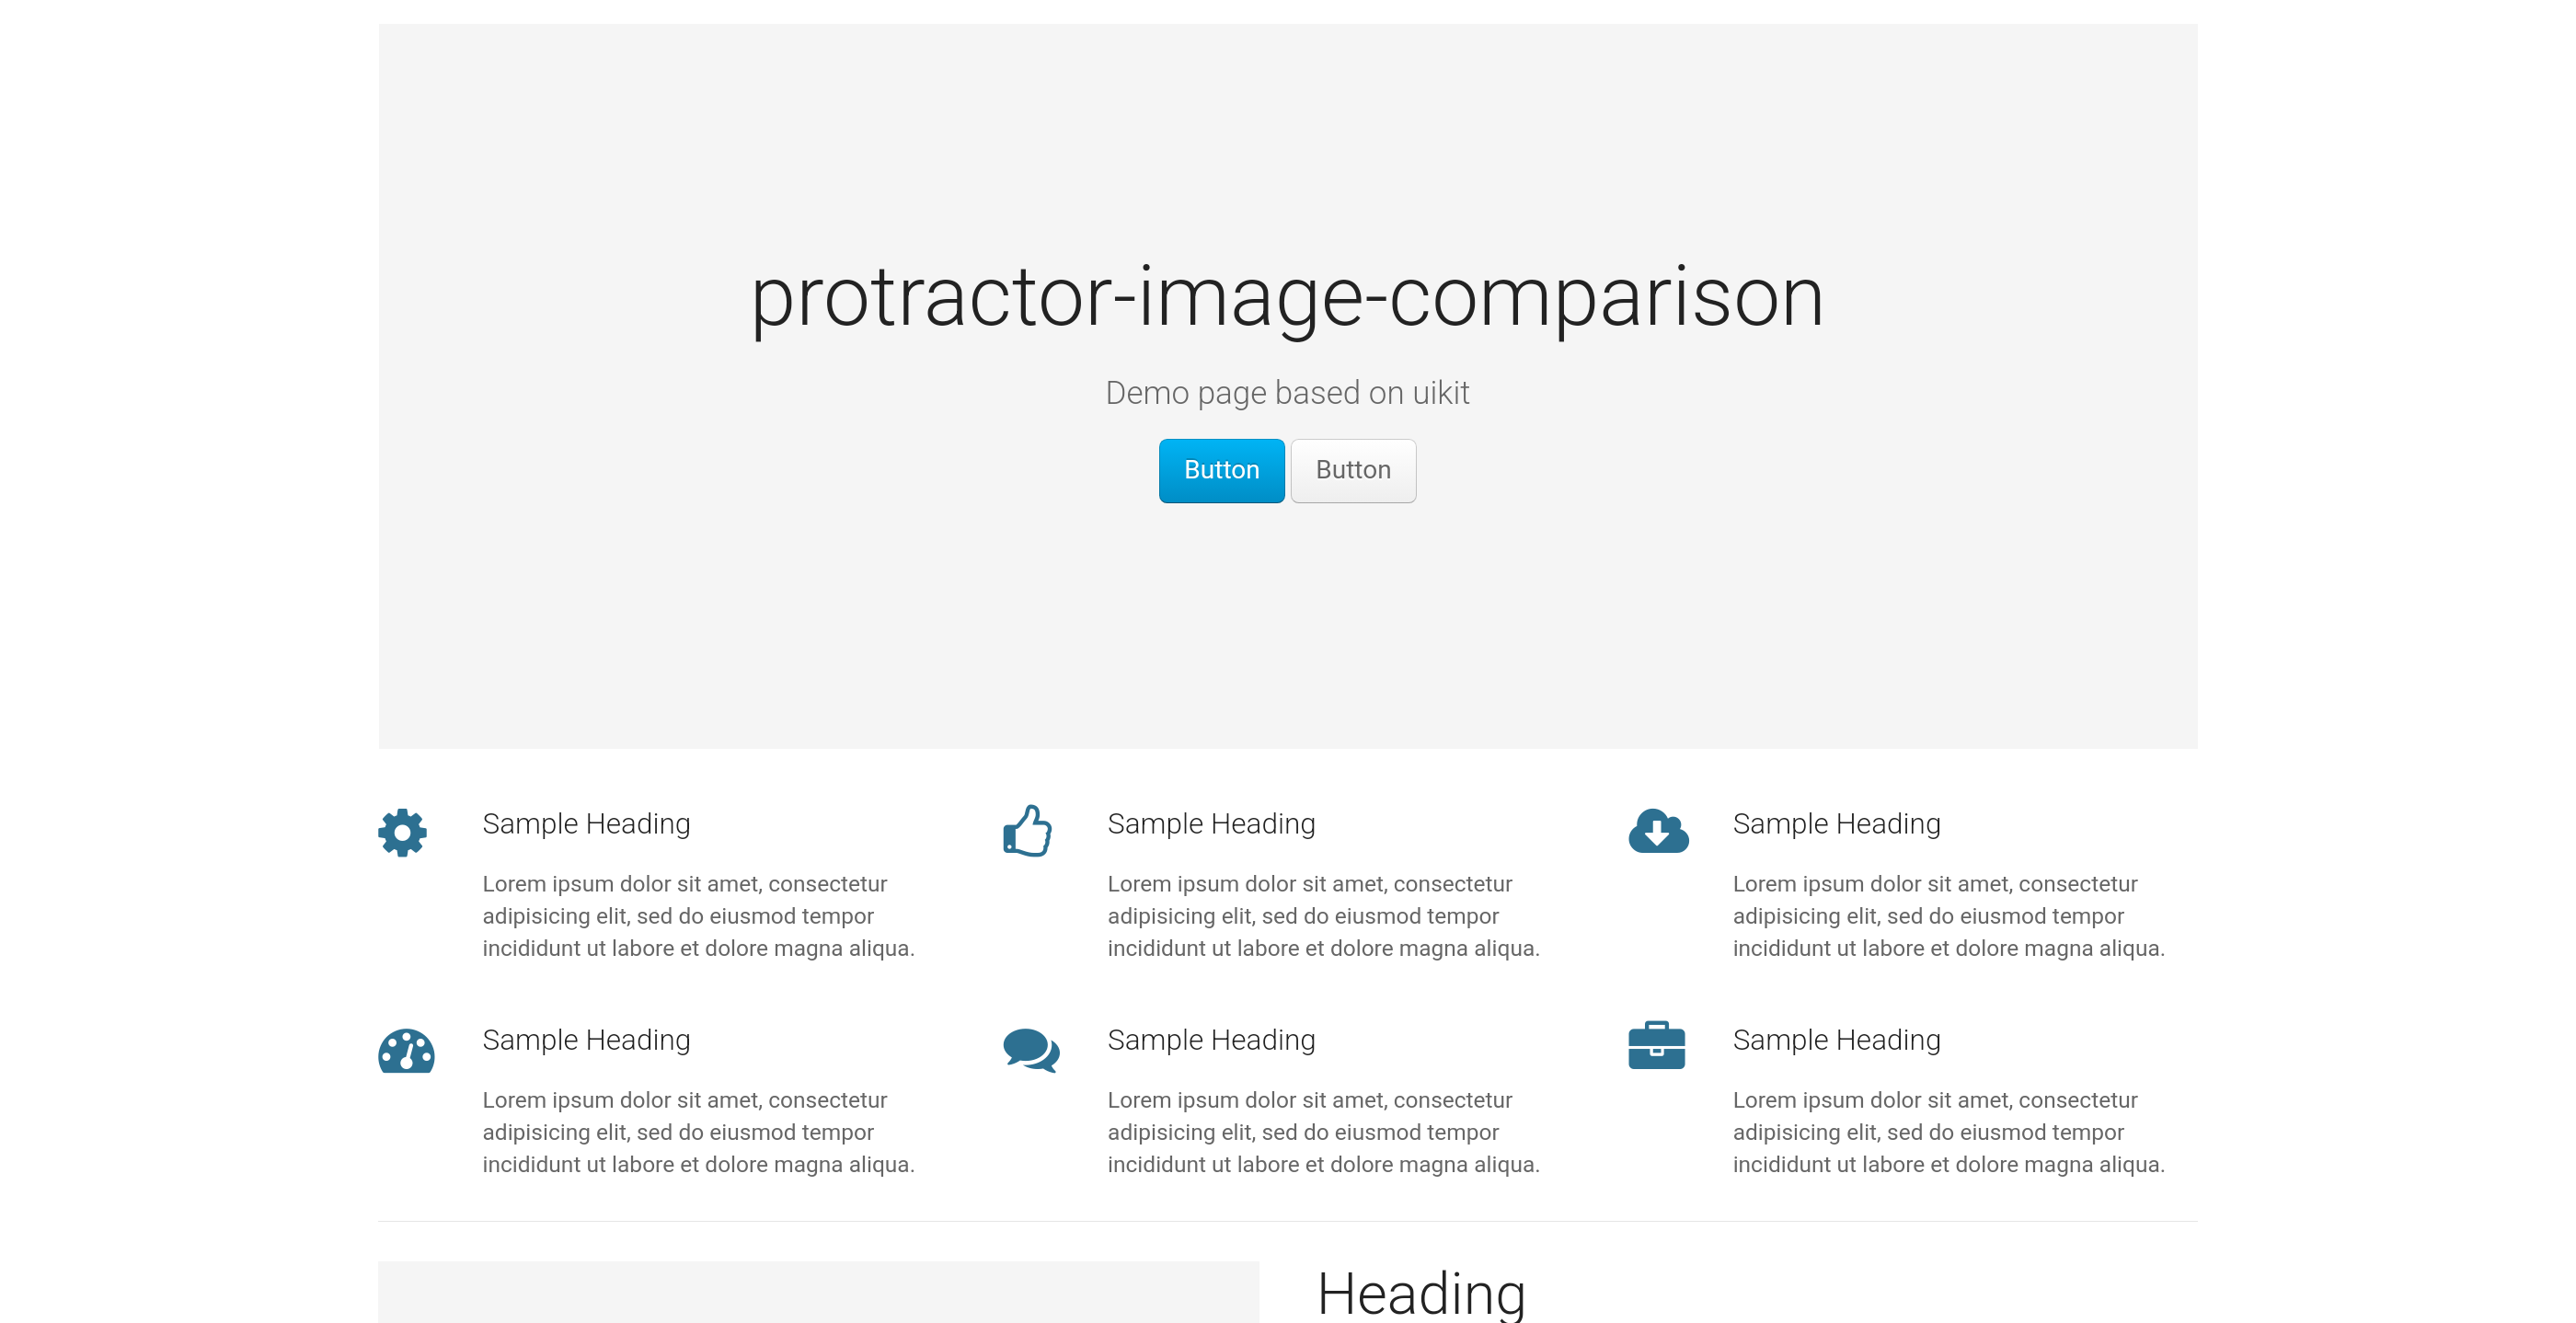 protractor-image-comparison
Demo page based on uikit
Button Button
Sample Heading
Lorem ipsum dolor sit amet, consectetur
adipisicing elit, sed do eiusmod tempor
incididunt ut labore et dolore magna aliqua.
Sample Heading
Lorem ipsum dolor sit amet, consectetur
adipisicing elit, sed do eiusmod tempor
incididunt ut labore et dolore magna aliqua.
Sample Heading
Lorem ipsum dolor sit amet, consectetur
adipisicing elit, sed do eiusmod tempor
incididunt ut labore et dolore magna aliqua.
Sample Heading
Lorem ipsum dolor sit amet, consectetur
adipisicing elit, sed do eiusmod tempor
incididunt ut labore et dolore magna aliqua.
Sample Heading
Lorem ipsum dolor sit amet, consectetur
adipisicing elit, sed do eiusmod tempor
incididunt ut labore et dolore magna aliqua.
Sample Heading
Lorem ipsum dolor sit amet, consectetur
adipisicing elit, sed do eiusmod tempor
incididunt ut labore et dolore magna aliqua.
Heading